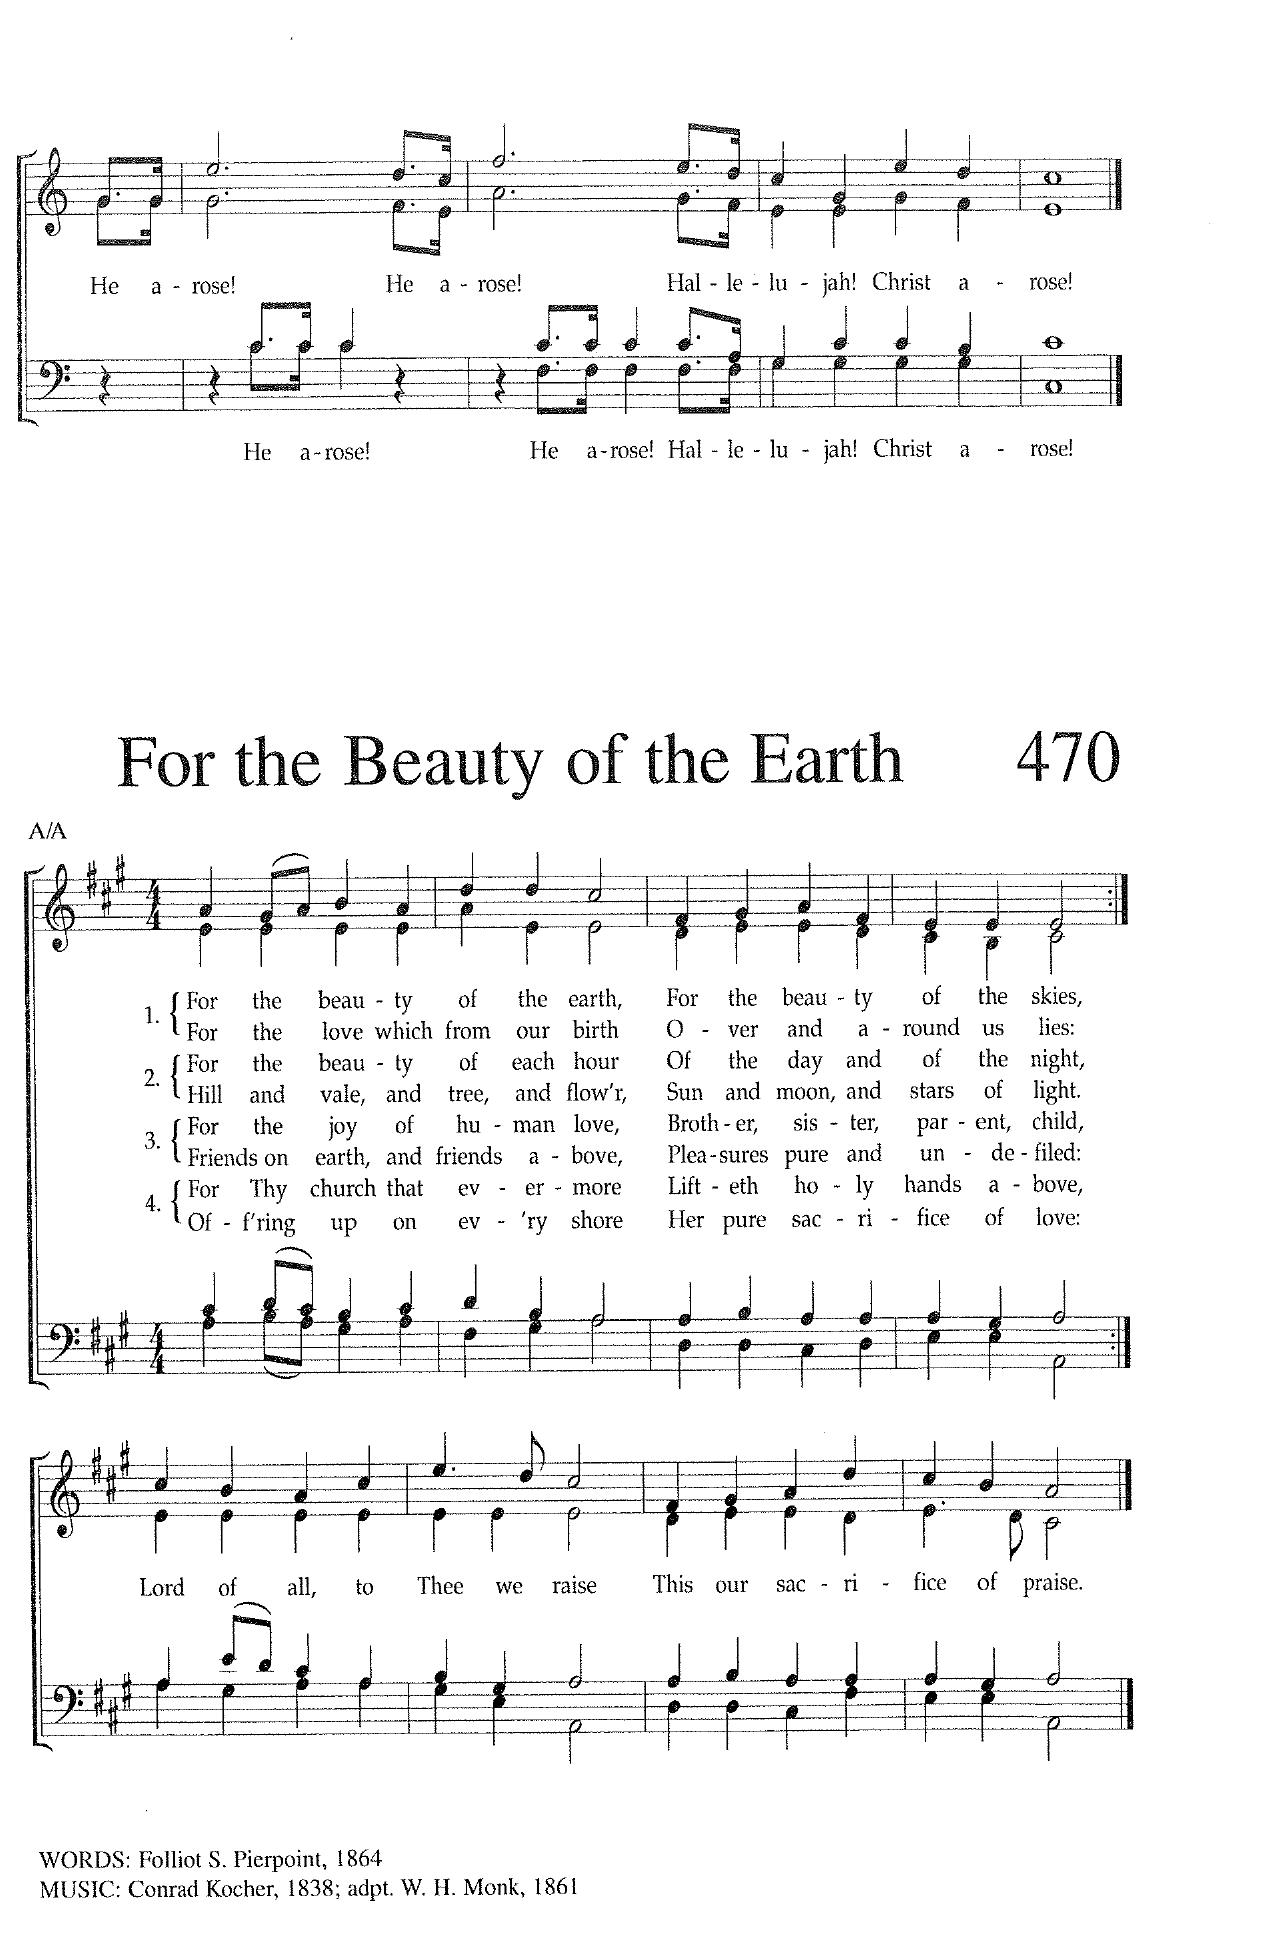 He a - rose! He a - rose! Hal - le - lu - jah! Christ a - rose!
He a - rose! He a - rose! Hal - le - lu - jah! Christ a - rose!
For the Beauty of the Earth 470
A/A
4
4
1. { For the beau - ty of the earth, For the beau - ty of the skies,
For the love which from our birth O - ver and a - round us lies:
2. { For the beau - ty of each hour Of the day and of the night,
Hill and vale, and tree, and flow'r, Sun and moon, and stars of light.
3. { For the joy of hu - man love, Broth - er, sis - ter, par - ent, child,
Friends on earth, and friends a - bove, Plea - sures pure and un - de - filed:
4. { For Thy church that ev - er - more Lift - eth ho - ly hands a - bove,
Of - f'ring up on ev - 'ry shore Her pure sac - ri - fice of love:
4
4
Lord of all, to Thee we raise This our sac - ri - fice of praise.
WORDS: Folliot S. Pierpoint, 1864
MUSIC: Conrad Kocher, 1838; adpt. W. H. Monk, 1861